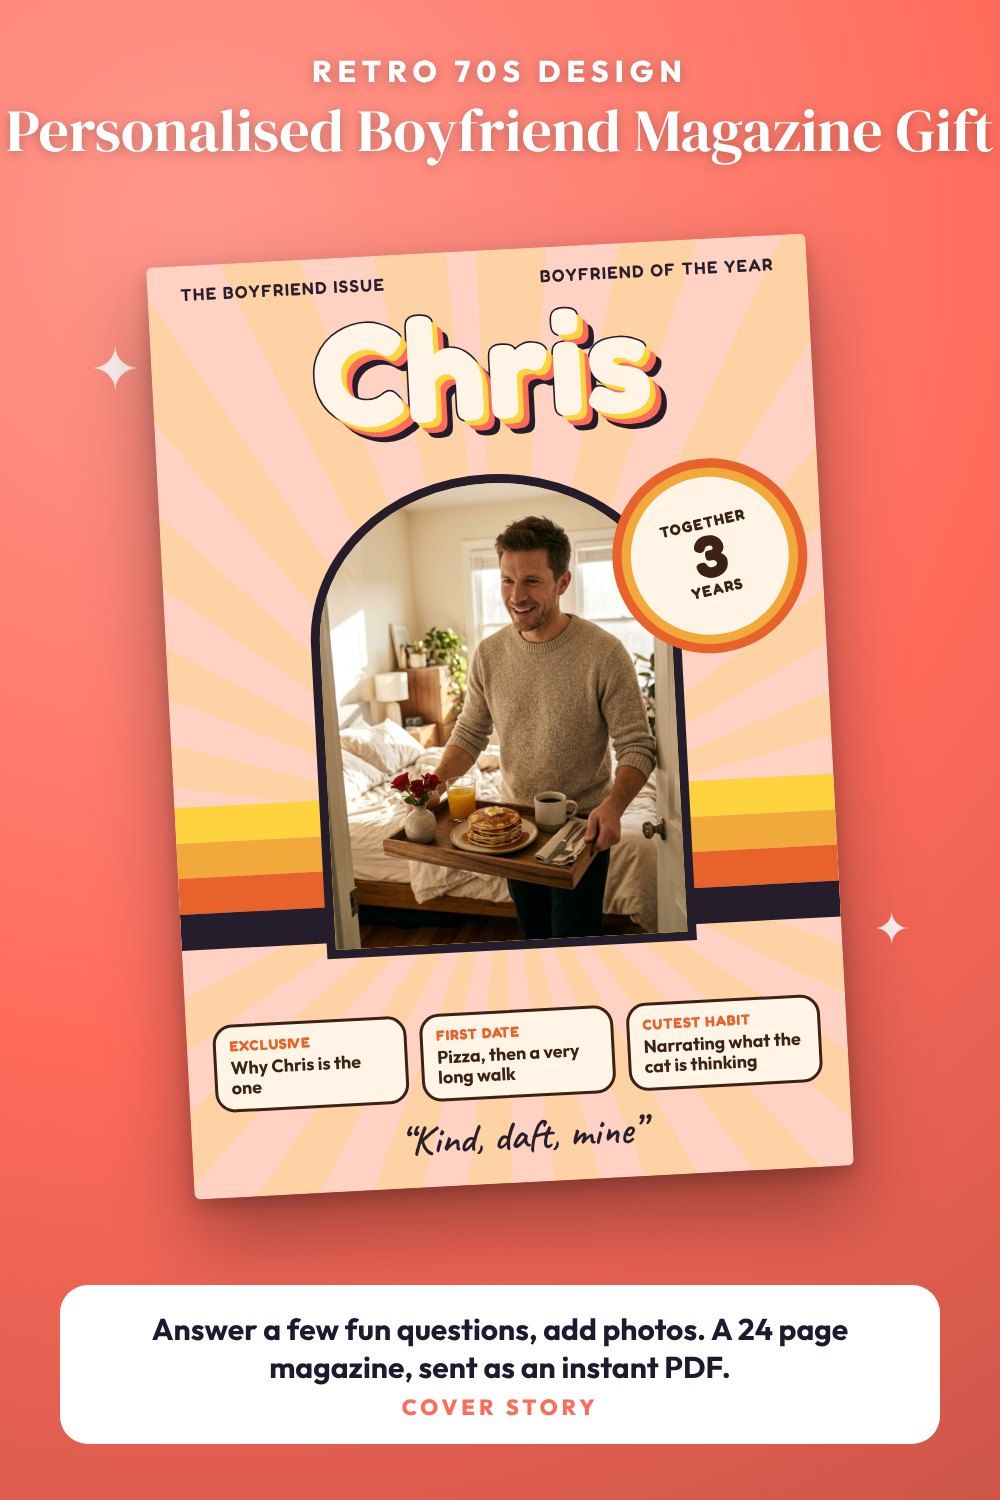 RETRO 70S DESIGN
Personalised Boyfriend Magazine Gift
THE BOYFRIEND ISSUE
BOYFRIEND OF THE YEAR
Chris
TOGETHER
3
YEARS
EXCLUSIVE
Why Chris is the
one
FIRST DATE
Pizza, then a very
long walk
CUTEST HABIT
Narrating what the
cat is thinking
“Kind, daft, mine”
Answer a few fun questions, add photos. A 24 page
magazine, sent as an instant PDF.
COVER STORY